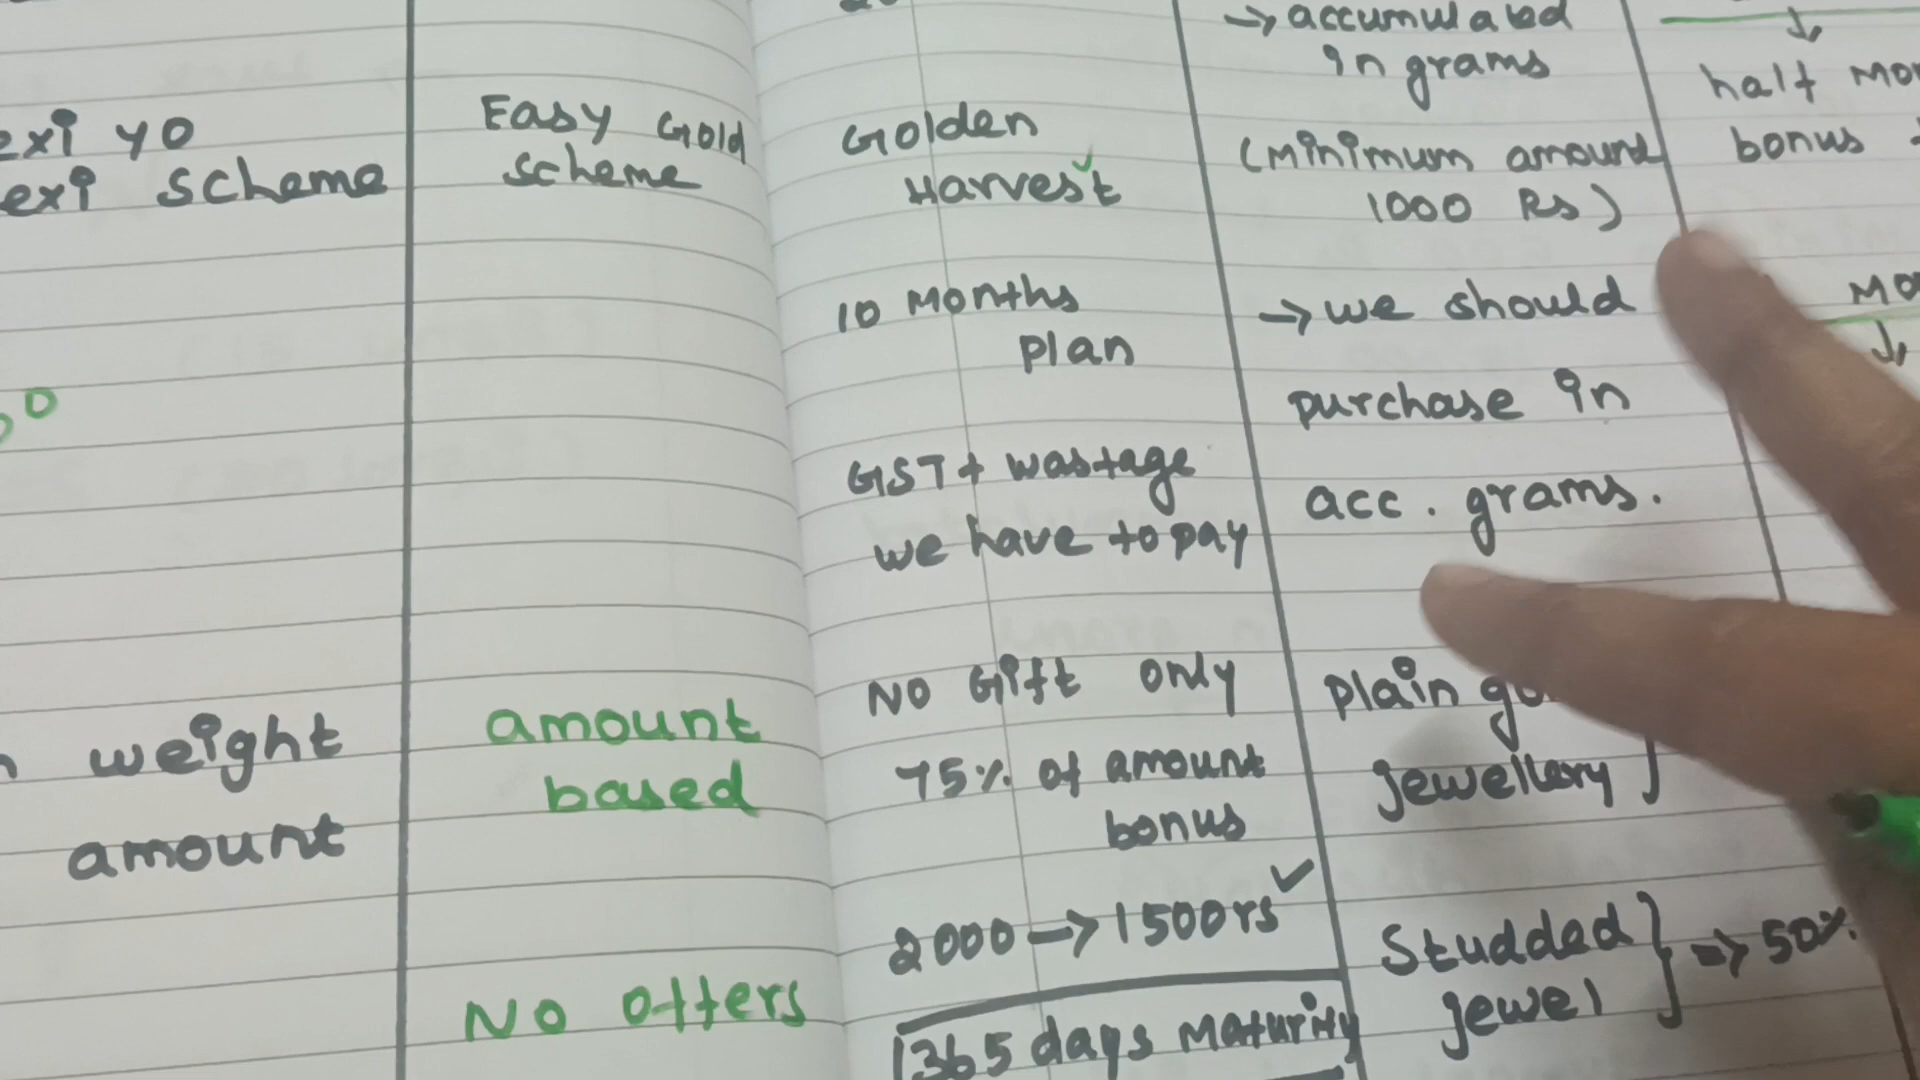 exi yo
exi scheme
weight
amount
Easy Gold
scheme
amount
based
No offers
Golden
Harvest
10 Months
plan
GST + wastage
we have to pay
NO Gift only
75% of amount
bonus
2000 → 1500rs ✓
365 days Maturity
→ accumulated
in grams
(Minimum amount
1000 Rs)
→ we should
purchase in
acc. grams.
plain
jewellery }
Studded } → 50%
jewel
half
bonus